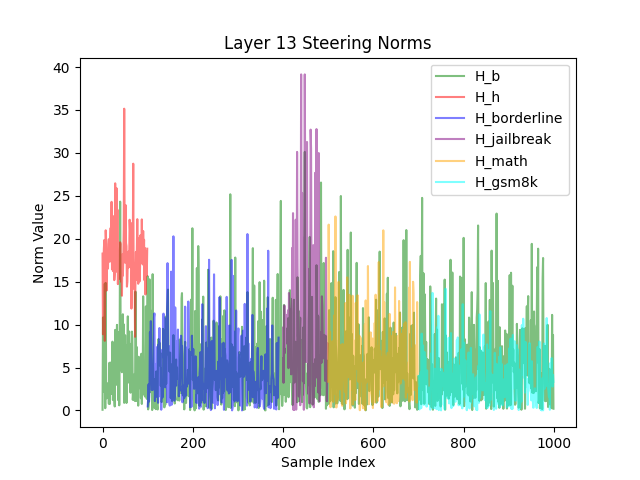 Layer 13 Steering Norms
40
35
30
25
20
15
10
5
0
Norm Value
0
200
400
600
800
1000
Sample Index
H_b
H_h
H_borderline
H_jailbreak
H_math
H_gsm8k